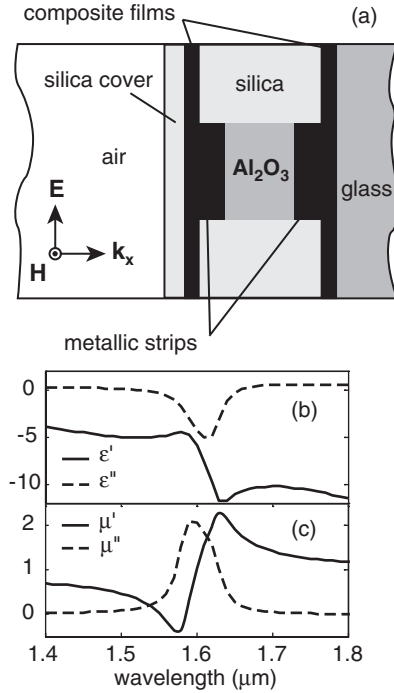 composite films (a)
silica cover silica
air Al₂O₃ glass
E
H kₓ
metallic strips
0
-5
-10
(b)
ε'
ε"
2
1
0
(c)
μ'
μ"
1.4 1.5 1.6 1.7 1.8
wavelength (μm)